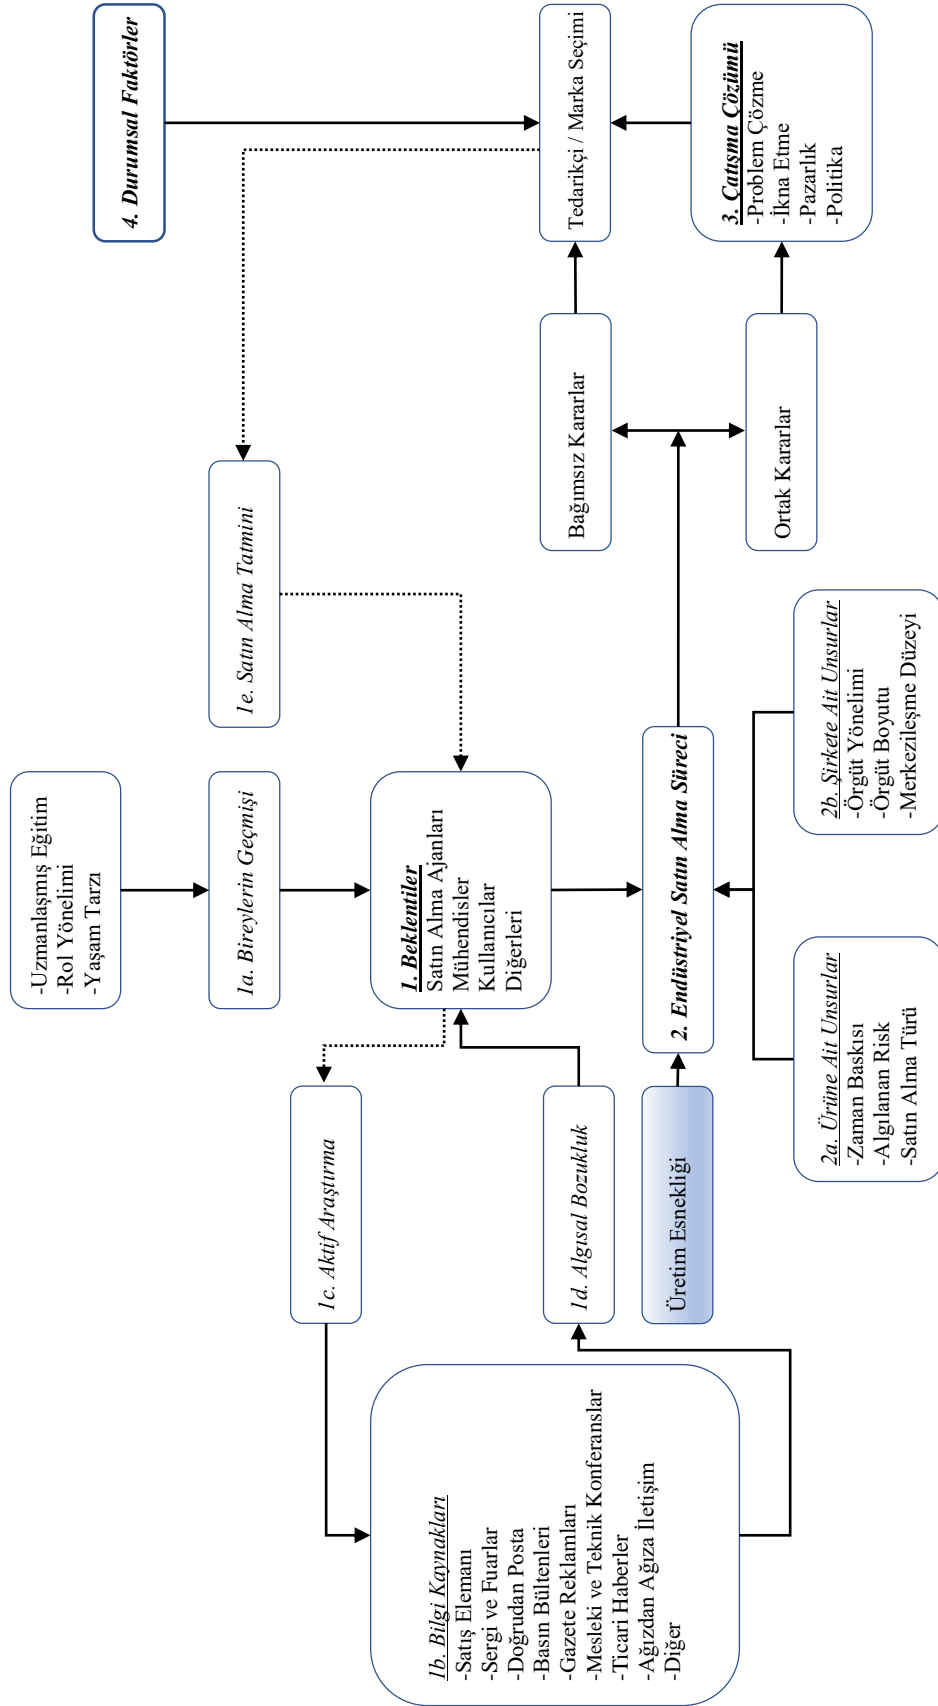 1b. Bilgi Kaynakları
-Satış Elemanı
-Sergi ve Fuarlar
-Doğrudan Posta
-Basın Bültenleri
-Gazete Reklamları
-Mesleki ve Teknik Konferanslar
-Ticari Haberler
-Ağızdan Ağıza İletişim
-Diğer
1c. Aktif Araştırma
1d. Algısal Bozukluk
Üretim Esnekliği
-Uzmanlaşmış Eğitim
-Rol Yönelimi
-Yaşam Tarzı
1a. Bireylerin Geçmişi
1. Beklentiler
Satın Alma Ajanları
Mühendisler
Kullanıcılar
Diğerleri
2. Endüstriyel Satın Alma Süreci
2a. Ürüne Ait Unsurlar
-Zaman Baskısı
-Algılanan Risk
-Satın Alma Türü
2b. Şirkete Ait Unsurlar
-Örgüt Yönelimi
-Örgüt Boyutu
-Merkezileşme Düzeyi
1e. Satın Alma Tatmini
Bağımsız Kararlar
Ortak Kararlar
4. Durumsal Faktörler
Tedarikçi / Marka Seçimi
3. Çatışma Çözümü
-Problem Çözme
-İkna Etme
-Pazarlık
-Politika